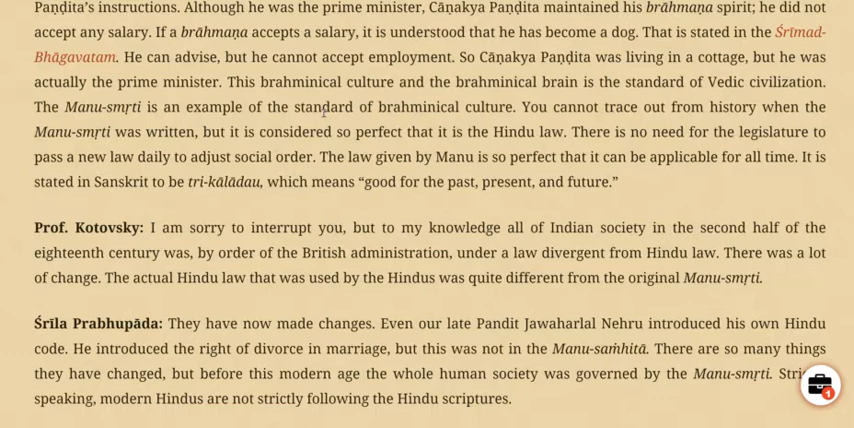 Paṇḍita’s instructions. Although he was the prime minister, Cāṇakya Paṇḍita maintained his brāhmaṇa spirit; he did not
accept any salary. If a brāhmaṇa accepts a salary, it is understood that he has become a dog. That is stated in the Śrīmad-
Bhāgavatam. He can advise, but he cannot accept employment. So Cāṇakya Paṇḍita was living in a cottage, but he was
actually the prime minister. This brahminical culture and the brahminical brain is the standard of Vedic civilization.
The Manu-smṛti is an example of the standard of brahminical culture. You cannot trace out from history when the
Manu-smṛti was written, but it is considered so perfect that it is the Hindu law. There is no need for the legislature to
pass a new law daily to adjust social order. The law given by Manu is so perfect that it can be applicable for all time. It is
stated in Sanskrit to be tri-kālādau, which means “good for the past, present, and future.”
Prof. Kotovsky: I am sorry to interrupt you, but to my knowledge all of Indian society in the second half of the
eighteenth century was, by order of the British administration, under a law divergent from Hindu law. There was a lot
of change. The actual Hindu law that was used by the Hindus was quite different from the original Manu-smṛti.
Śrīla Prabhupāda: They have now made changes. Even our late Pandit Jawaharlal Nehru introduced his own Hindu
code. He introduced the right of divorce in marriage, but this was not in the Manu-saṁhitā. There are so many things
they have changed, but before this modern age the whole human society was governed by the Manu-smṛti.
speaking, modern Hindus are not strictly following the Hindu scriptures.
1